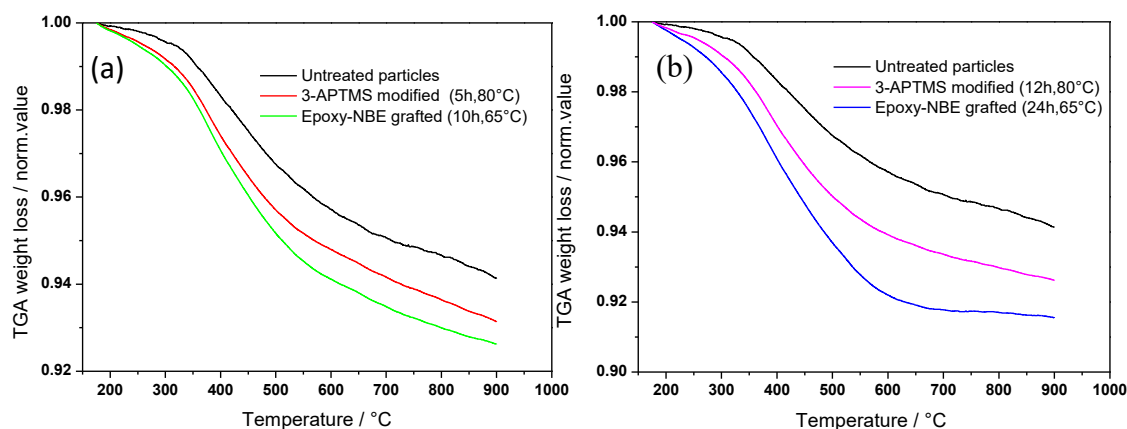 (a)
Untreated particles
3-APTMS modified (5h,80°C)
Epoxy-NBE grafted (10h,65°C)
TGA weight loss / norm.value
1.00
0.98
0.96
0.94
0.92
200 300 400 500 600 700 800 900 1000
Temperature / °C
(b)
Untreated particles
3-APTMS modified (12h,80°C)
Epoxy-NBE grafted (24h,65°C)
TGA weight loss / norm.value
1.00
0.98
0.96
0.94
0.92
0.90
200 300 400 500 600 700 800 900 1000
Temperature / °C